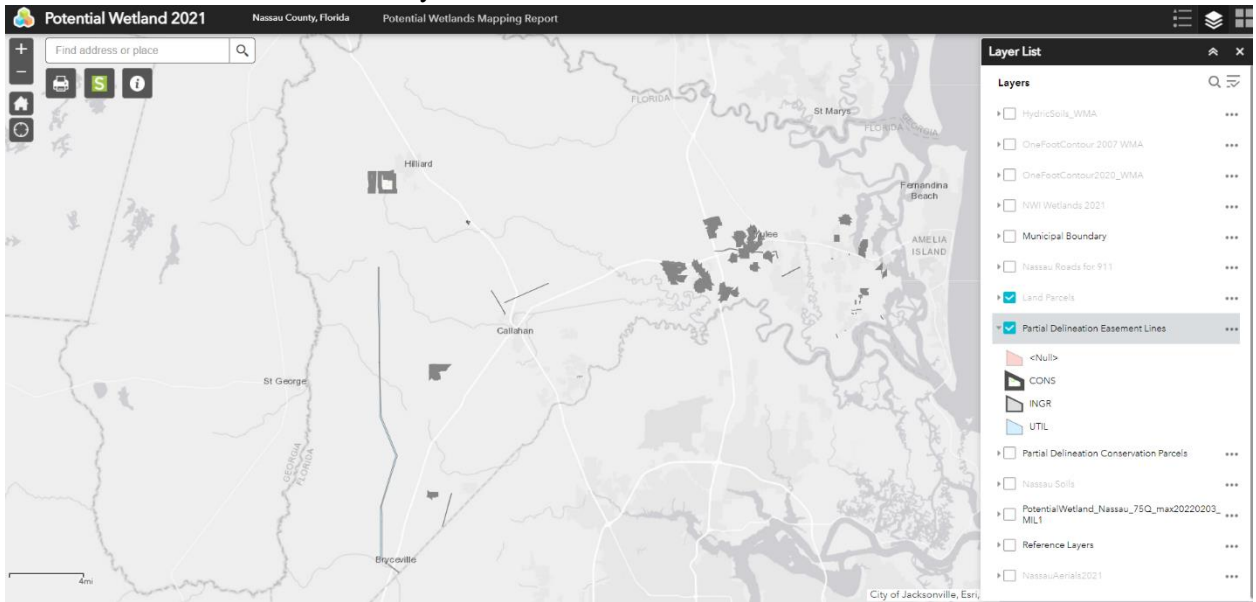 Potential Wetland 2021
Nassau County, Florida
Potential Wetlands Mapping Report
+
Find address or place
−
S
i
Layer List
Layers
HydricSoils_WMA
OneFootContour 2007 WMA
OneFootContour2020_WMA
NWI Wetlands 2021
Municipal Boundary
Nassau Roads for 911
Land Parcels
Partial Delineation Easement Lines
<Null>
CONS
INGR
UTIL
Partial Delineation Conservation Parcels
Nassau Soils
PotentialWetland_Nassau_75Q_max20220203_
MIL1
Reference Layers
NassauAerials2021
FLORIDA
St Marys
FLORIDA
GEORGIA
Hilliard
Fernandina
Beach
AMELIA
ISLAND
Callahan
St George
GEORGIA
FLORIDA
Bryceville
4mi
City of Jacksonville, Esri,